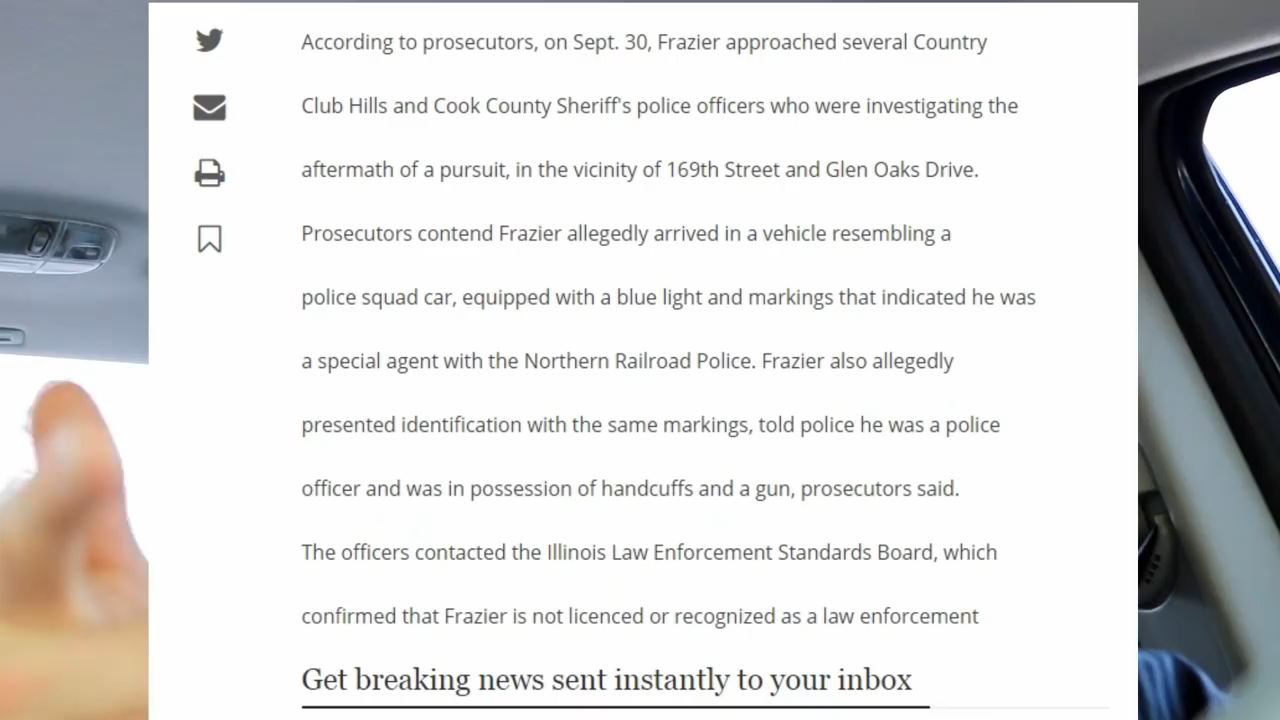 According to prosecutors, on Sept. 30, Frazier approached several Country
Club Hills and Cook County Sheriff's police officers who were investigating the
aftermath of a pursuit, in the vicinity of 169th Street and Glen Oaks Drive.
Prosecutors contend Frazier allegedly arrived in a vehicle resembling a
police squad car, equipped with a blue light and markings that indicated he was
a special agent with the Northern Railroad Police. Frazier also allegedly
presented identification with the same markings, told police he was a police
officer and was in possession of handcuffs and a gun, prosecutors said.
The officers contacted the Illinois Law Enforcement Standards Board, which
confirmed that Frazier is not licenced or recognized as a law enforcement
Get breaking news sent instantly to your inbox